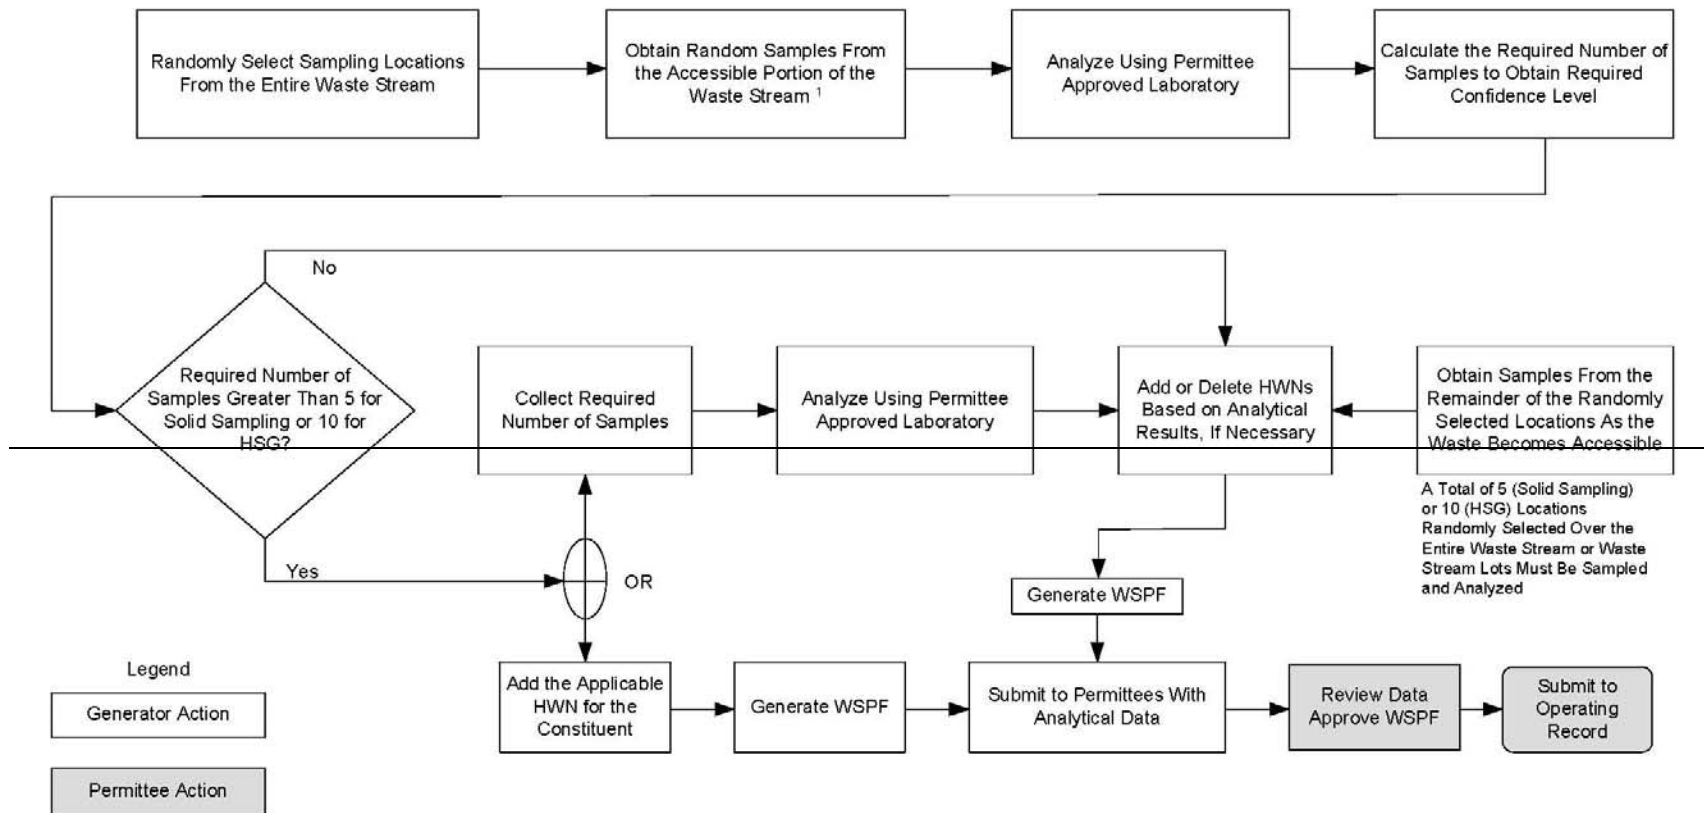 Randomly Select Sampling Locations
From the Entire Waste Stream
Obtain Random Samples From
the Accessible Portion of the
Waste Stream 1
Analyze Using Permittee
Approved Laboratory
Calculate the Required Number of
Samples to Obtain Required
Confidence Level
No
Required Number of
Samples Greater Than 5 for
Solid Sampling or 10 for
HSG?
Collect Required
Number of Samples
Analyze Using Permittee
Approved Laboratory
Add or Delete HWNs
Based on Analytical
Results, If Necessary
Obtain Samples From the
Remainder of the Randomly
Selected Locations As the
Waste Becomes Accessible
A Total of 5 (Solid Sampling)
or 10 (HSG) Locations
Randomly Selected Over the
Entire Waste Stream or Waste
Stream Lots Must Be Sampled
and Analyzed
Yes
OR
Generate WSPF
Legend
Generator Action
Permittee Action
Add the Applicable
HWN for the
Constituent
Generate WSPF
Submit to Permittees With
Analytical Data
Review Data
Approve WSPF
Submit to
Operating
Record